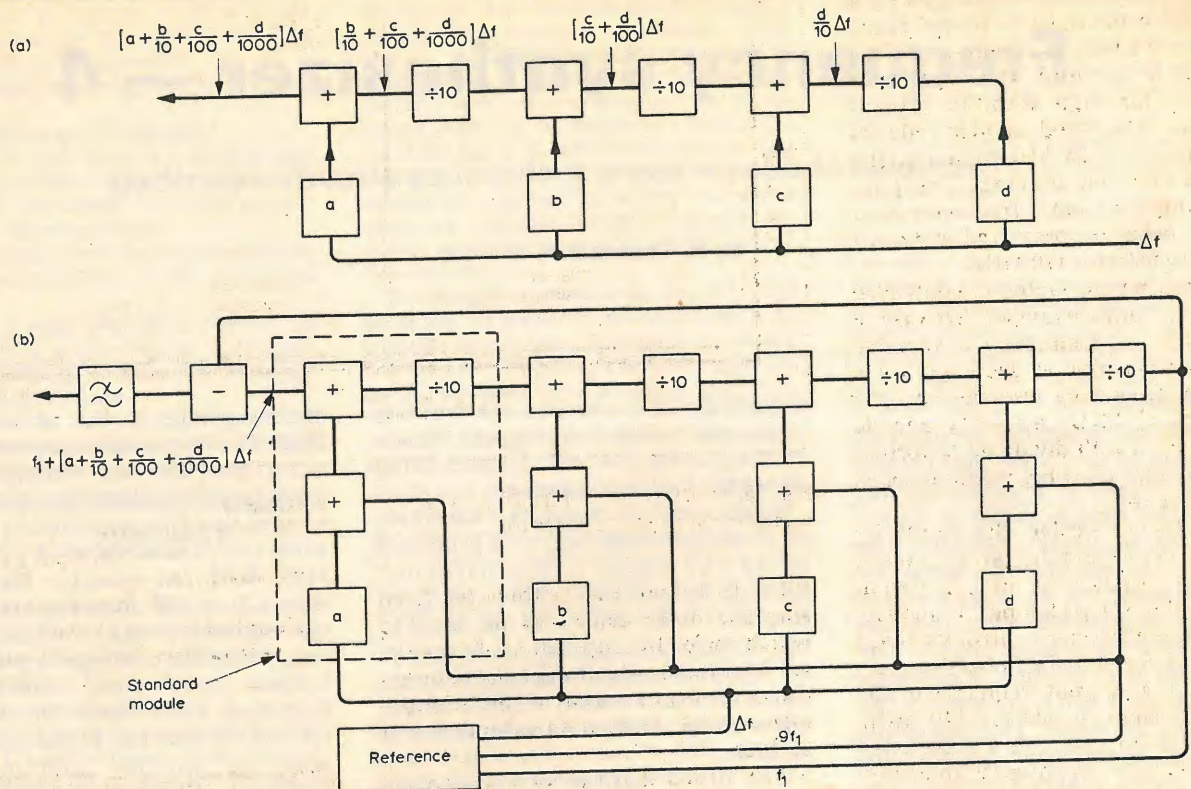 (a)
[a + b/10 + c/100 + d/1000] Δf
[b/10 + c/100 + d/1000] Δf
[c/10 + d/100] Δf
d/10 Δf
+ ÷10 + ÷10 + ÷10
a b c d
Δf
(b)
− + ÷10 + ÷10 + ÷10 + ÷10
f₁ + [a + b/10 + c/100 + d/1000] Δf
+ + + +
a b c d
Standard
module
Δf
Reference
9f₁
f₁